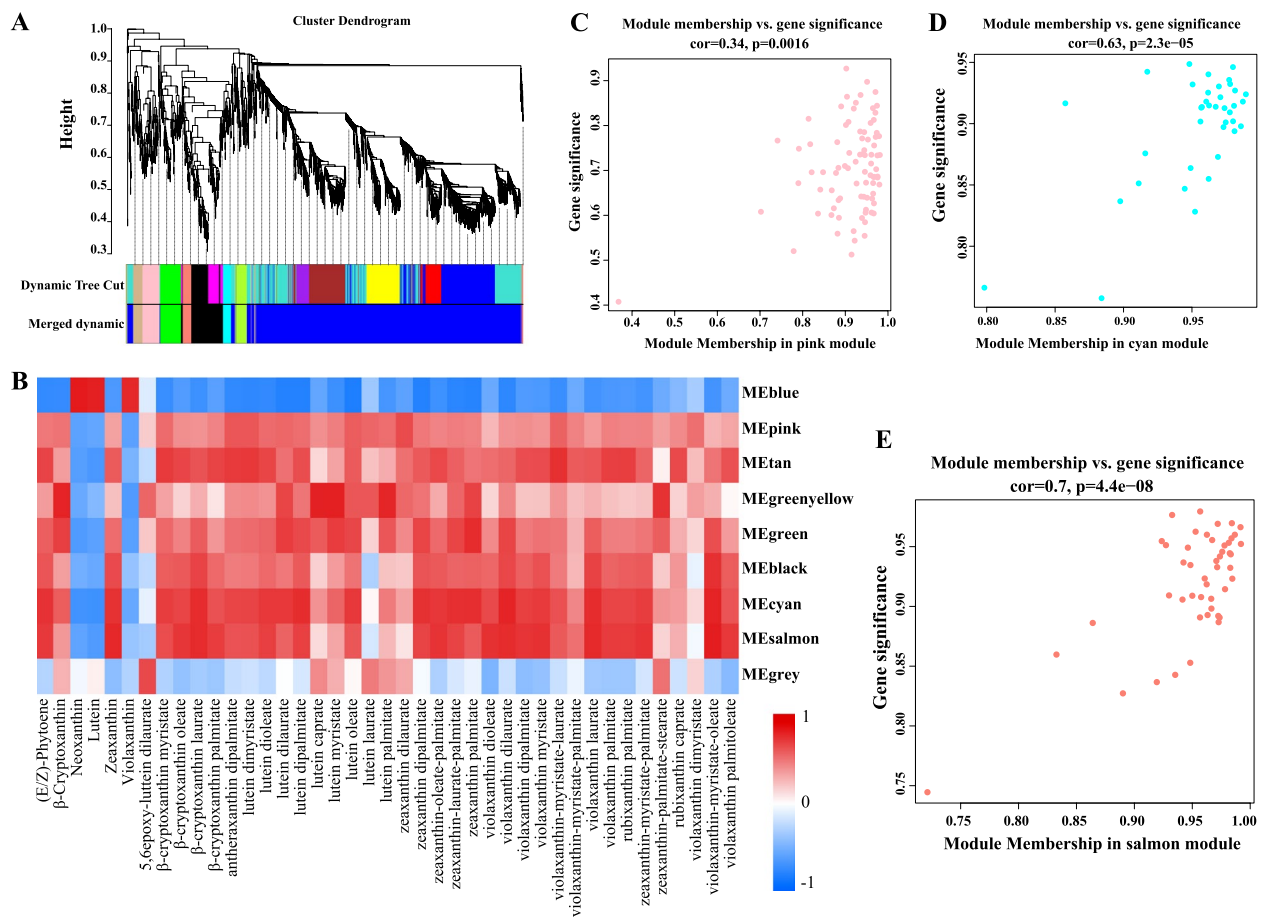 A
Cluster Dendrogram
Height
1.0
0.9
0.8
0.7
0.6
0.5
0.4
0.3
Dynamic Tree Cut
Merged dynamic
B
MEblue
MEpink
MEtan
MEgreenyellow
MEgreen
MEblack
MEcyan
MEsalmon
MEgrey
(E/Z)-Phytoene
β-Cryptoxanthin
Neoxanthin
Lutein
Zeaxanthin
Violaxanthin
5,6epoxy-luttein dilaurate
β-cryptoxanthin myristate
β-cryptoxanthin oleate
β-cryptoxanthin laurate
β-cryptoxanthin palmitate
antheraxanthin dipalmitate
lutein dimyristate
lutein dioleate
lutein dilaurate
lutein dipalmitate
lutein caprate
lutein myristate
lutein oleate
lutein laurate
lutein palmitate
zeaxanthin dilaurate
zeaxanthin dipalmitate
zeaxanthin-oleate-palmitate
zeaxanthin-laurate-palmitate
zeaxanthin palmitate
violaxanthin dioleate
violaxanthin dilaurate
violaxanthin dipalmitate
violaxanthin myristate
violaxanthin-myristate-laurate
violaxanthin-myristate-palmitate
violaxanthin laurate
violaxanthin palmitate
rubixanthin palmitate
zeaxanthin-myristate-palmitate
zeaxanthin-palmitate-stearate
rubixanthin caprate
violaxanthin dimyristate
violaxanthin-myristate-oleate
violaxanthin palmitoleate
1
0
-1
C
Module membership vs. gene significance
cor=0.34, p=0.0016
Gene significance
0.9
0.8
0.7
0.6
0.5
0.4
0.4
0.5
0.6
0.7
0.8
0.9
1.0
Module Membership in pink module
D
Module membership vs. gene significance
cor=0.63, p=2.3e−05
Gene significance
0.95
0.90
0.85
0.80
0.80
0.85
0.90
0.95
Module Membership in cyan module
E
Module membership vs. gene significance
cor=0.7, p=4.4e−08
Gene significance
0.95
0.90
0.85
0.80
0.75
0.75
0.80
0.85
0.90
0.95
1.00
Module Membership in salmon module